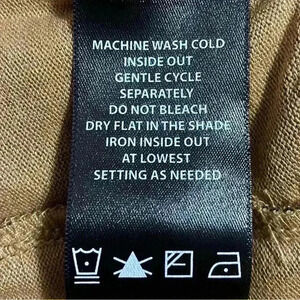 MACHINE WASH COLD
INSIDE OUT
GENTLE CYCLE
SEPARATELY
DO NOT BLEACH
DRY FLAT IN THE SHADE
IRON INSIDE OUT
AT LOWEST
SETTING AS NEEDED